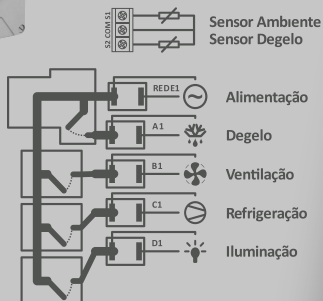 S2 COM S1
Sensor Ambiente
Sensor Degelo
REDE1
Alimentação
A1
Degelo
B1
Ventilação
C1
Refrigeração
D1
Iluminação